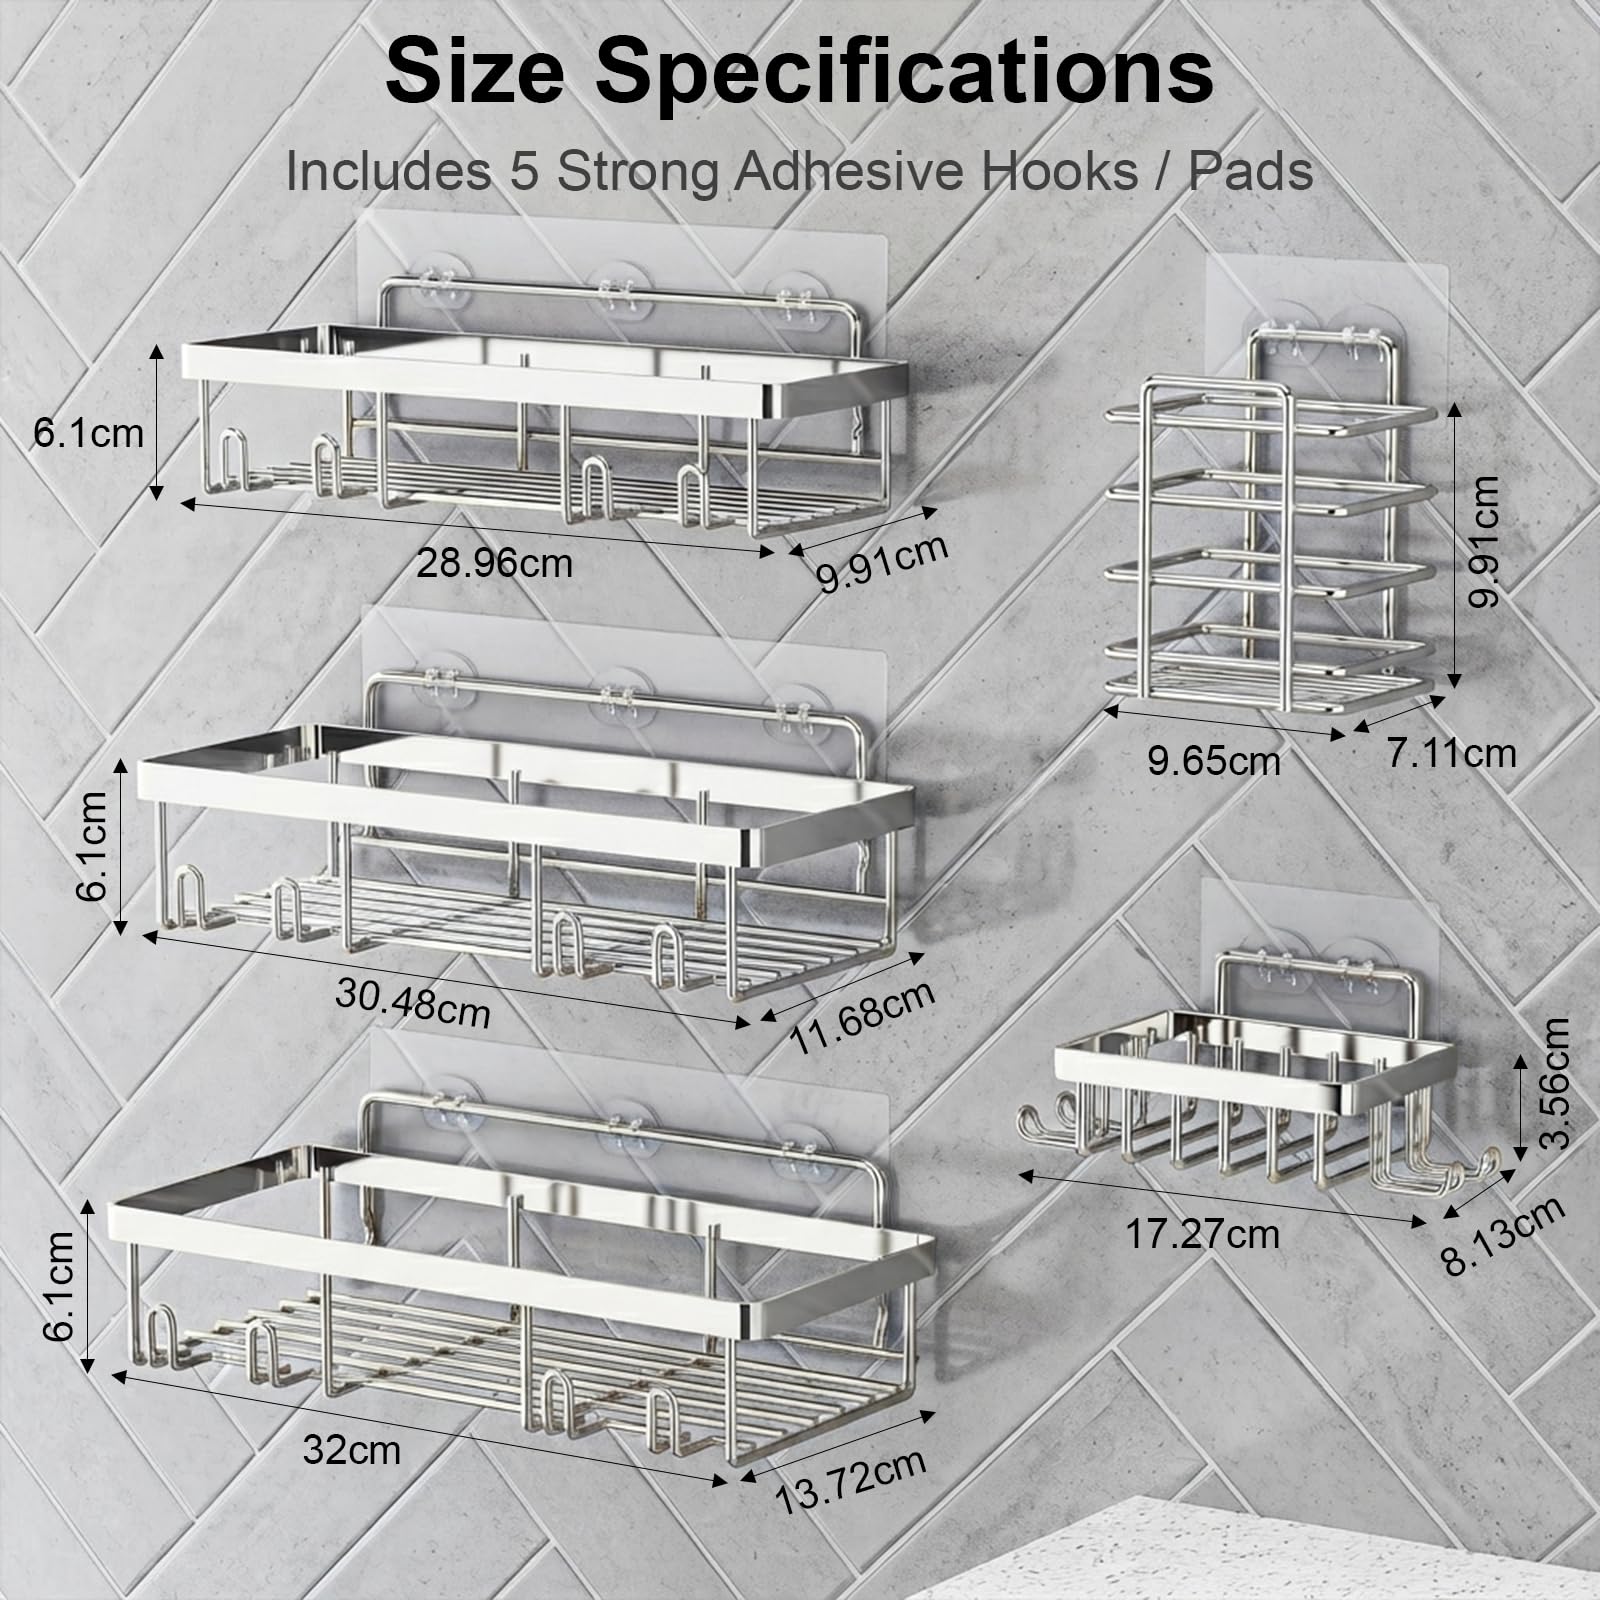 Size Specifications
Includes 5 Strong Adhesive Hooks / Pads
6.1cm
28.96cm
9.91cm
9.91cm
9.65cm
7.11cm
6.1cm
30.48cm
11.68cm
3.56cm
17.27cm
8.13cm
6.1cm
32cm
13.72cm